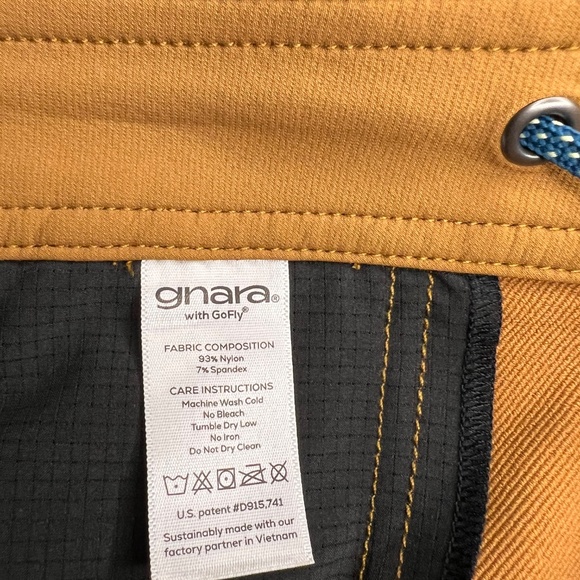 gnara®
with GoFly®
FABRIC COMPOSITION
93% Nylon
7% Spandex
CARE INSTRUCTIONS
Machine Wash Cold
No Bleach
Tumble Dry Low
No Iron
Do Not Dry Clean
U.S. patent #D915,741
Sustainably made with our
factory partner in Vietnam